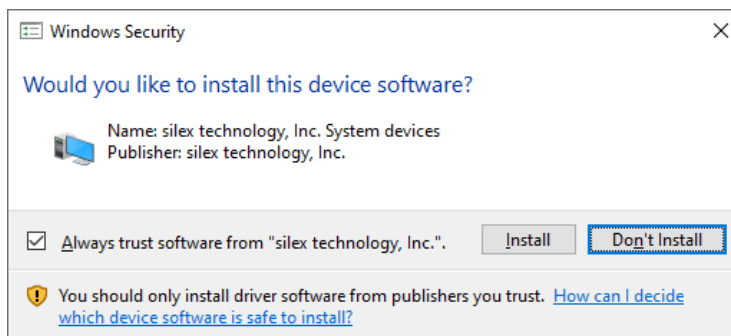 Windows Security
Would you like to install this device software?
Name: silex technology, Inc. System devices
Publisher: silex technology, Inc.
Always trust software from "silex technology, Inc.".
Install
Don't Install
You should only install driver software from publishers you trust. How can I decide
which device software is safe to install?